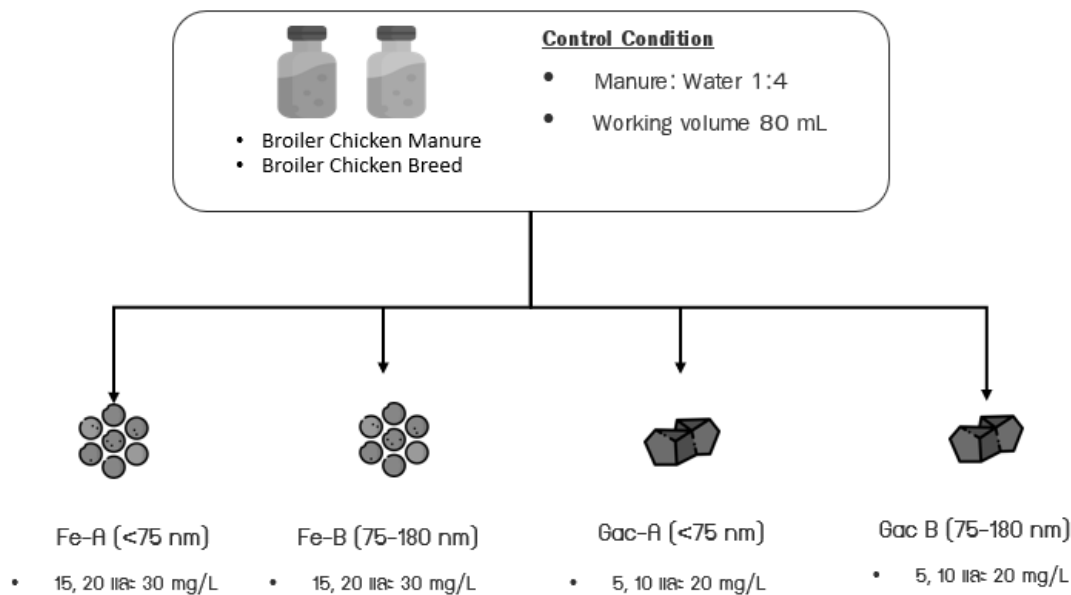 Control Condition
• Manure: Water 1:4
• Working volume 80 mL
• Broiler Chicken Manure
• Broiler Chicken Breed
Fe-A (<75 nm)
• 15, 20 และ 30 mg/L
Fe-B (75-180 nm)
• 15, 20 และ 30 mg/L
Gac-A (<75 nm)
• 5, 10 และ 20 mg/L
Gac B (75-180 nm)
• 5, 10 และ 20 mg/L